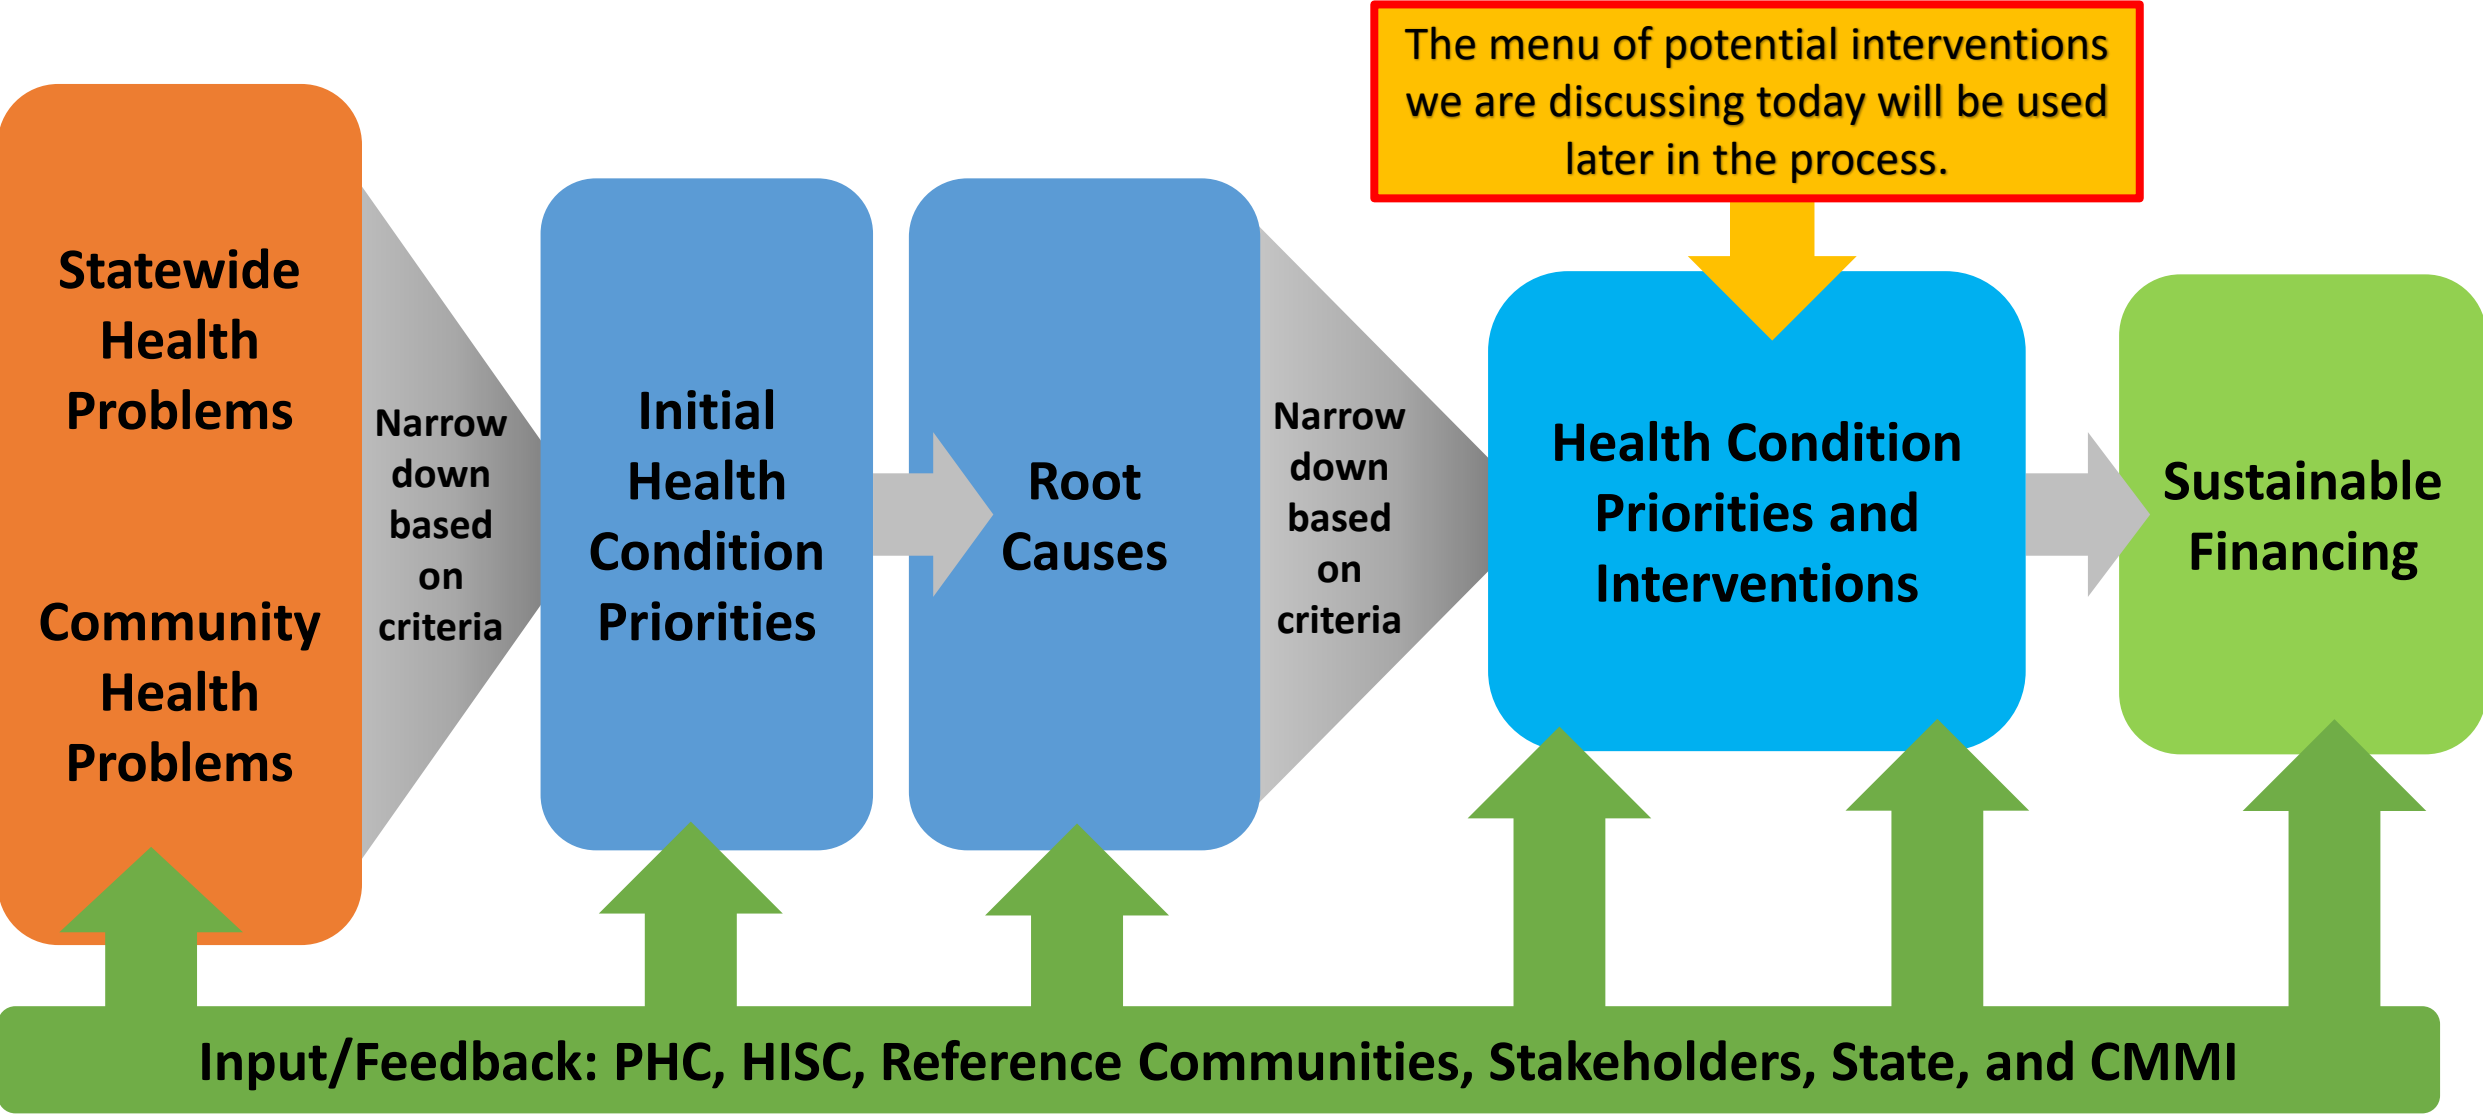 The menu of potential interventions
we are discussing today will be used
later in the process.
Statewide
Health
Problems
Community
Health
Problems
Narrow
down
based
on
criteria
Initial
Health
Condition
Priorities
Root
Causes
Narrow
down
based
on
criteria
Health Condition
Priorities and
Interventions
Sustainable
Financing
Input/Feedback: PHC, HISC, Reference Communities, Stakeholders, State, and CMMI